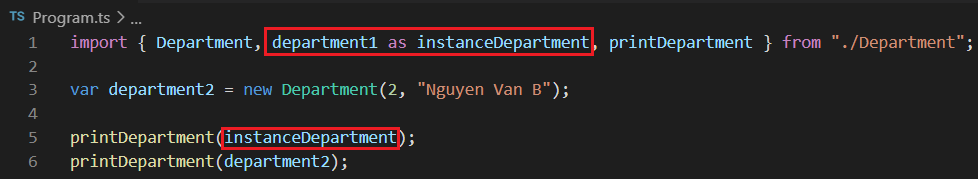 TS Program.ts > ...
1 import { Department, department1 as instanceDepartment, printDepartment } from "./Department";
2
3 var department2 = new Department(2, "Nguyen Van B");
4
5 printDepartment(instanceDepartment);
6 printDepartment(department2);